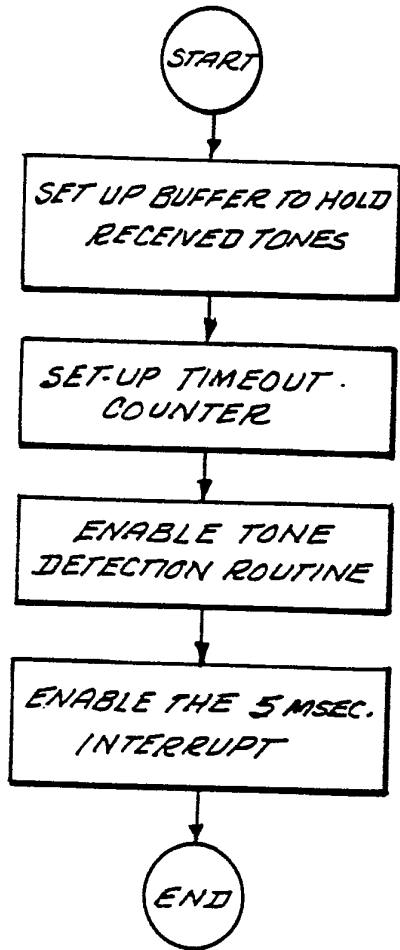 START
SET UP BUFFER TO HOLD
RECEIVED TONES
SET-UP TIMEOUT.
COUNTER
ENABLE TONE
DETECTION ROUTINE
ENABLE THE 5 MSEC.
INTERRUPT
END